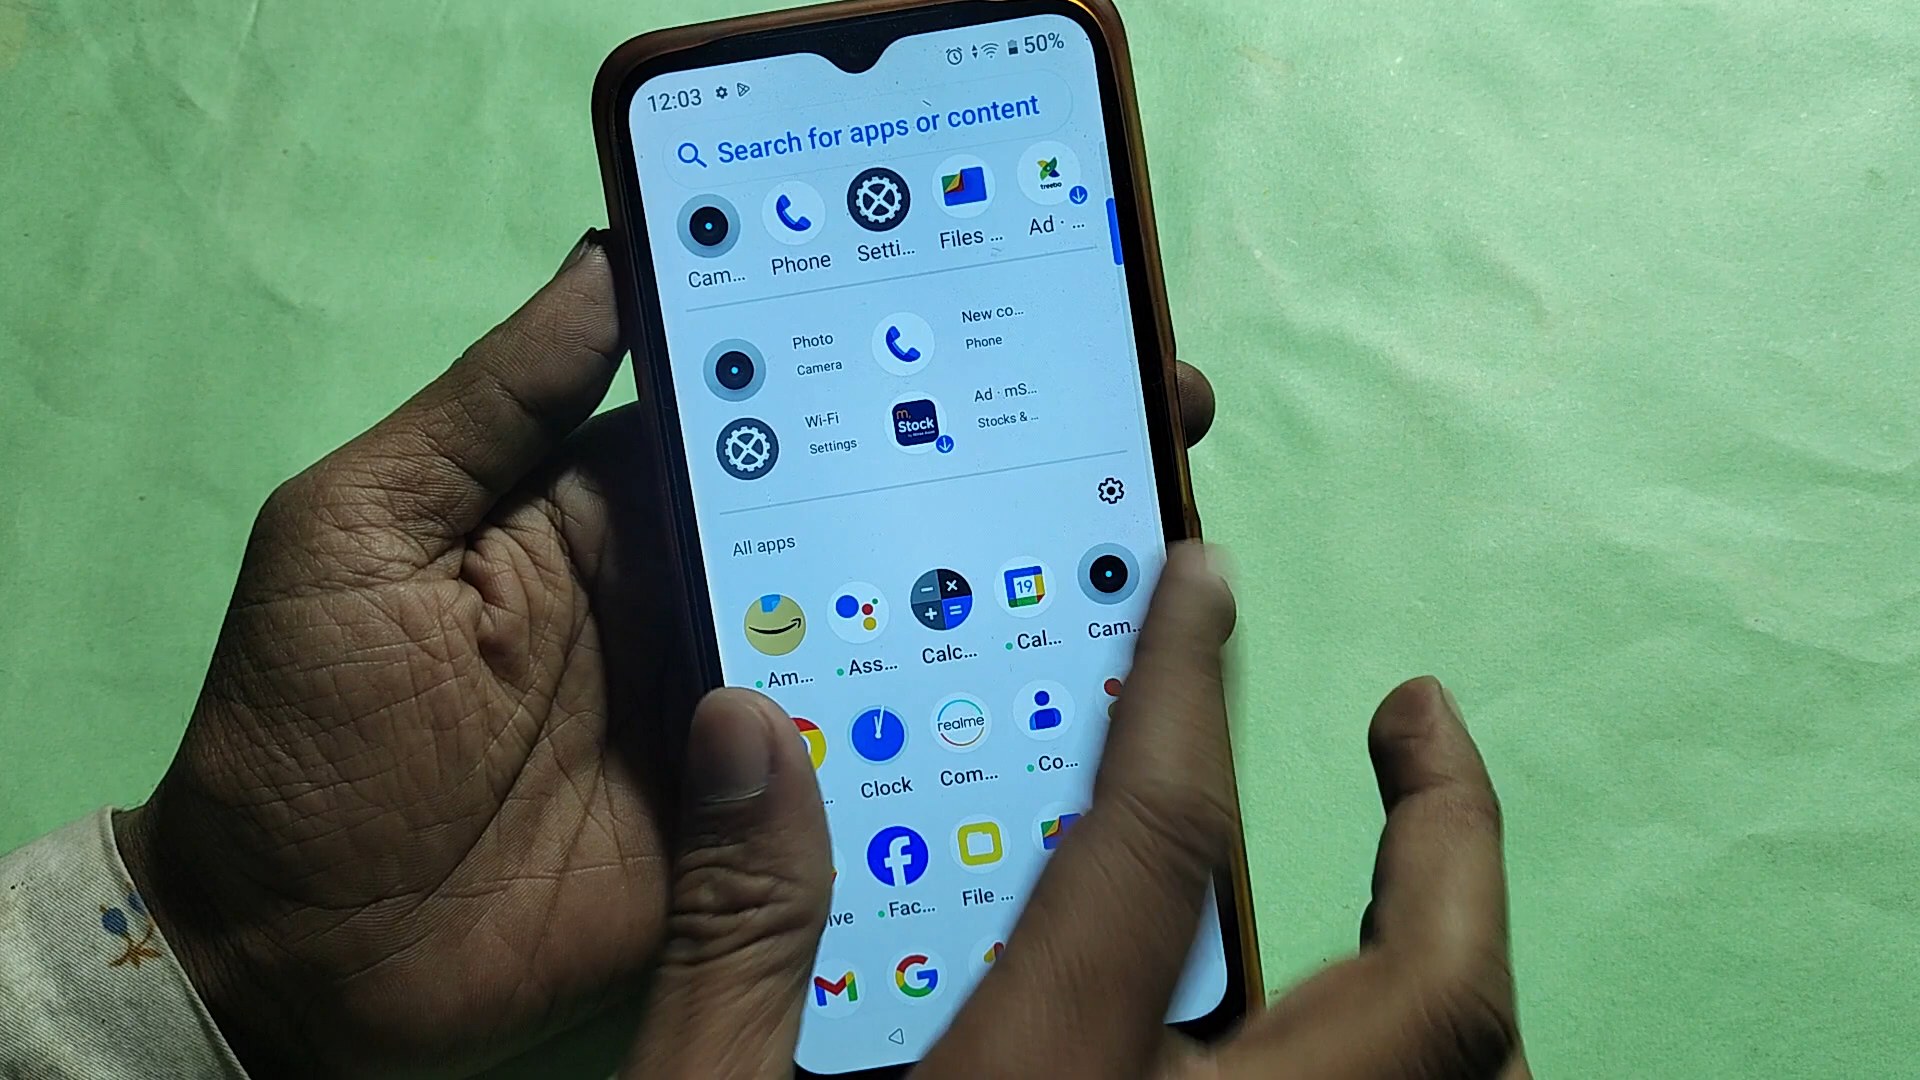 12:03
50%
Search for apps or content
Cam...
Phone
Setti...
Files ...
treebo
Ad · ...
Photo
Camera
New co...
Phone
Wi-Fi
Settings
m.
Stock
Ad · mS...
Stocks & ...
All apps
19
Am...
Ass...
Calc...
Cal...
Cam...
realme
Clock
Com...
Co...
ive
Fac...
File ...